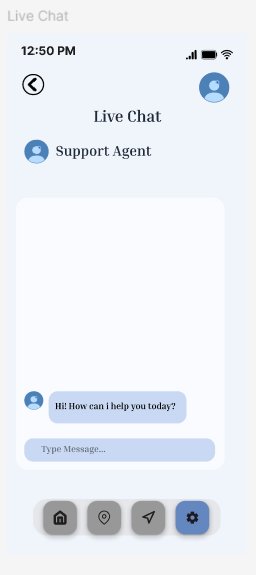 Live Chat
12:50 PM
Live Chat
Support Agent
Hi! How can i help you today?
Type Message...